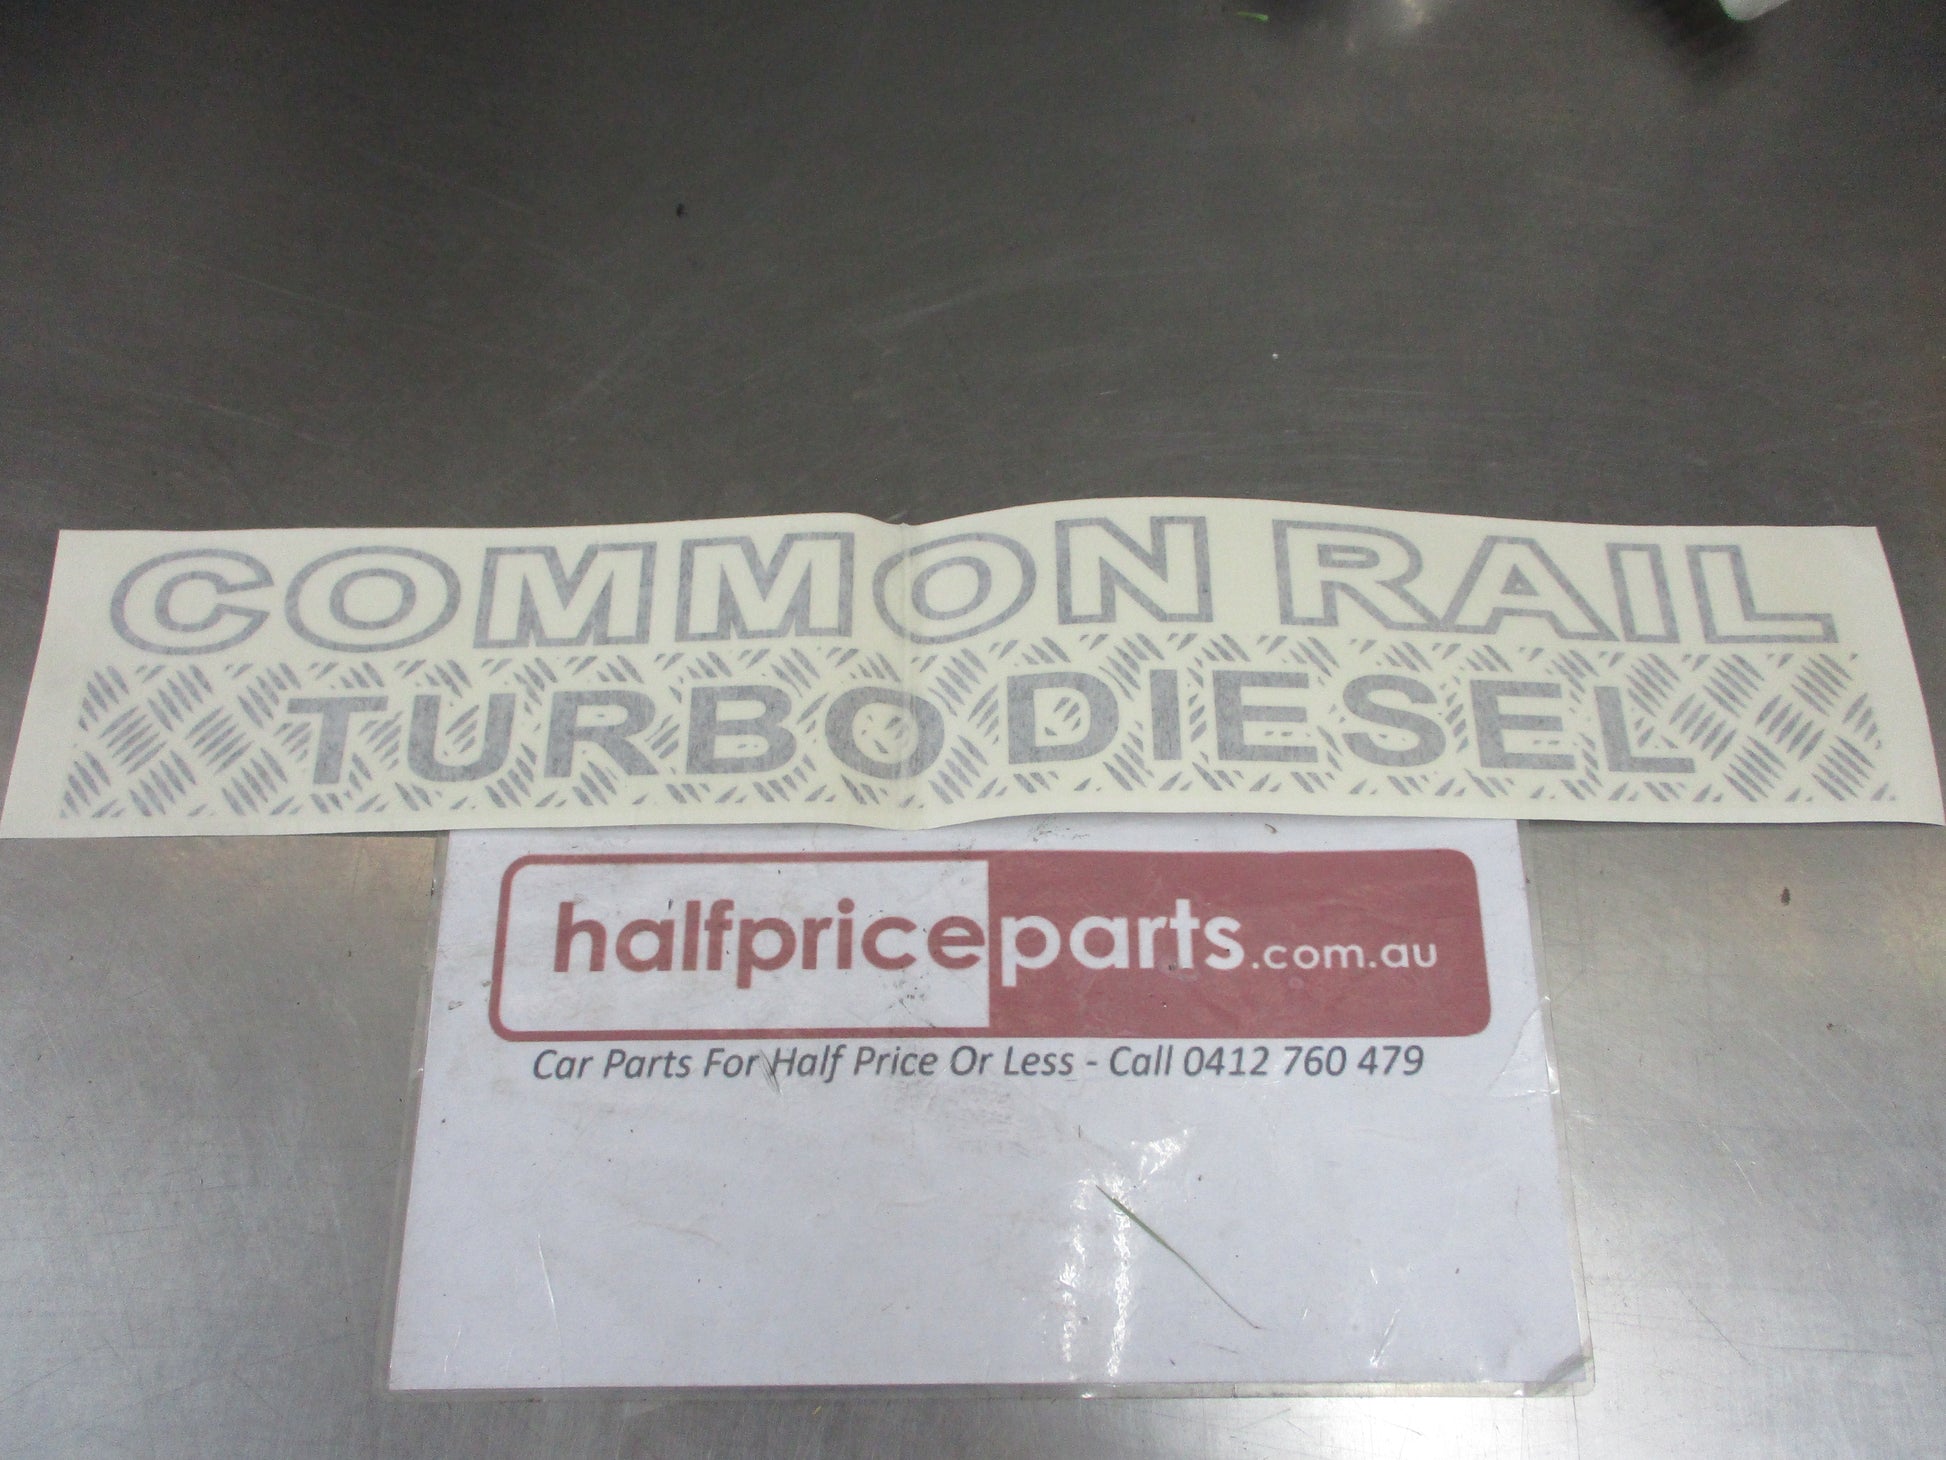 COMMON RAIL
TURBO DIESEL
halfpriceparts.com.au
Car Parts For Half Price Or Less - Call 0412 760 479